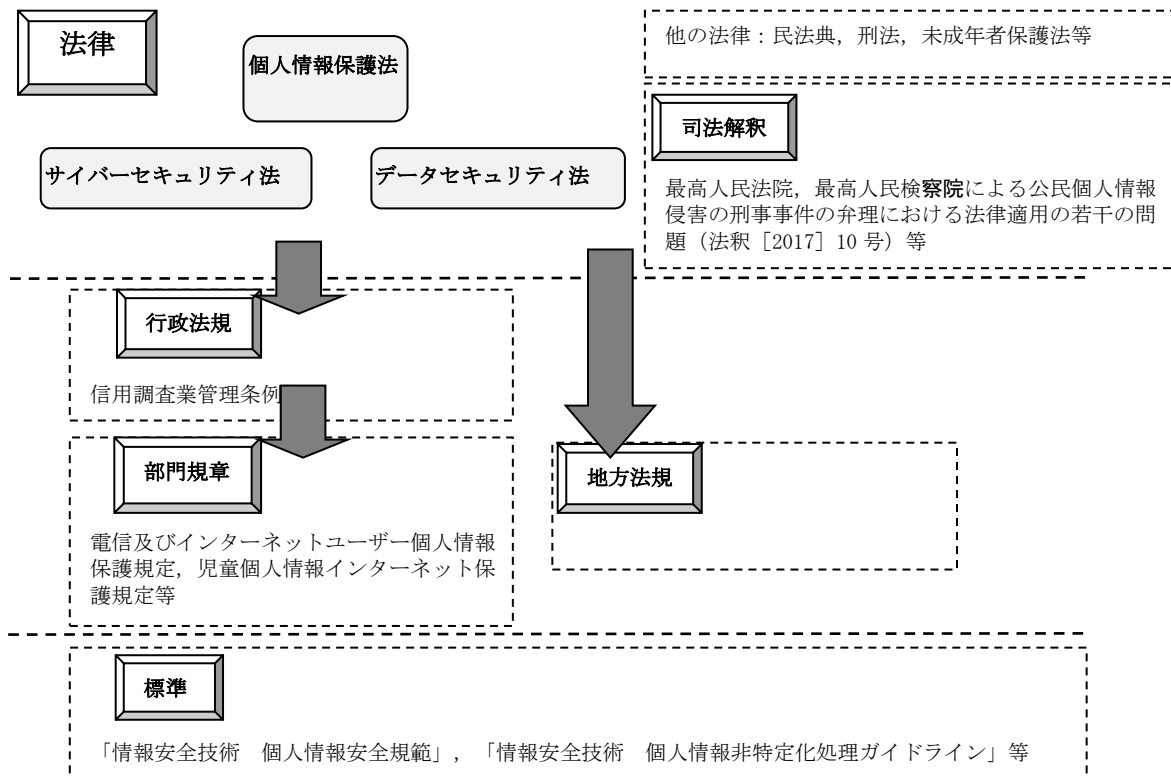 法律
個人情報保護法
サイバーセキュリティ法
データセキュリティ法
他の法律：民法典，刑法，未成年者保護法等
司法解釈
最高人民法院，最高人民検察院による公民個人情報
侵害の刑事事件の弁理における法律適用の若干の問
題（法釈［2017］10 号）等
行政法規
信用調査業管理条例
部門規章
電信及びインターネットユーザー個人情報
保護規定，児童個人情報インターネット保
護規定等
地方法規
標準
「情報安全技術　個人情報安全規範」，「情報安全技術　個人情報非特定化処理ガイドライン」等